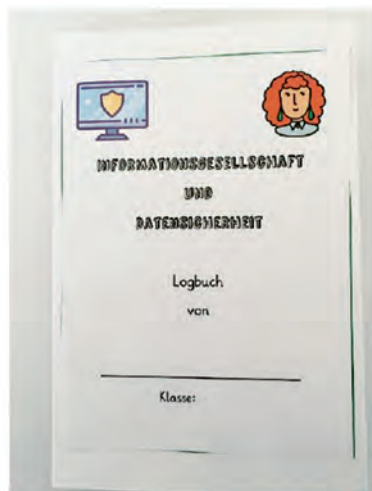 INFORMATIONSGESELLSCHAFT
UND
DATENSICHERHEIT
Logbuch
von
Klasse: